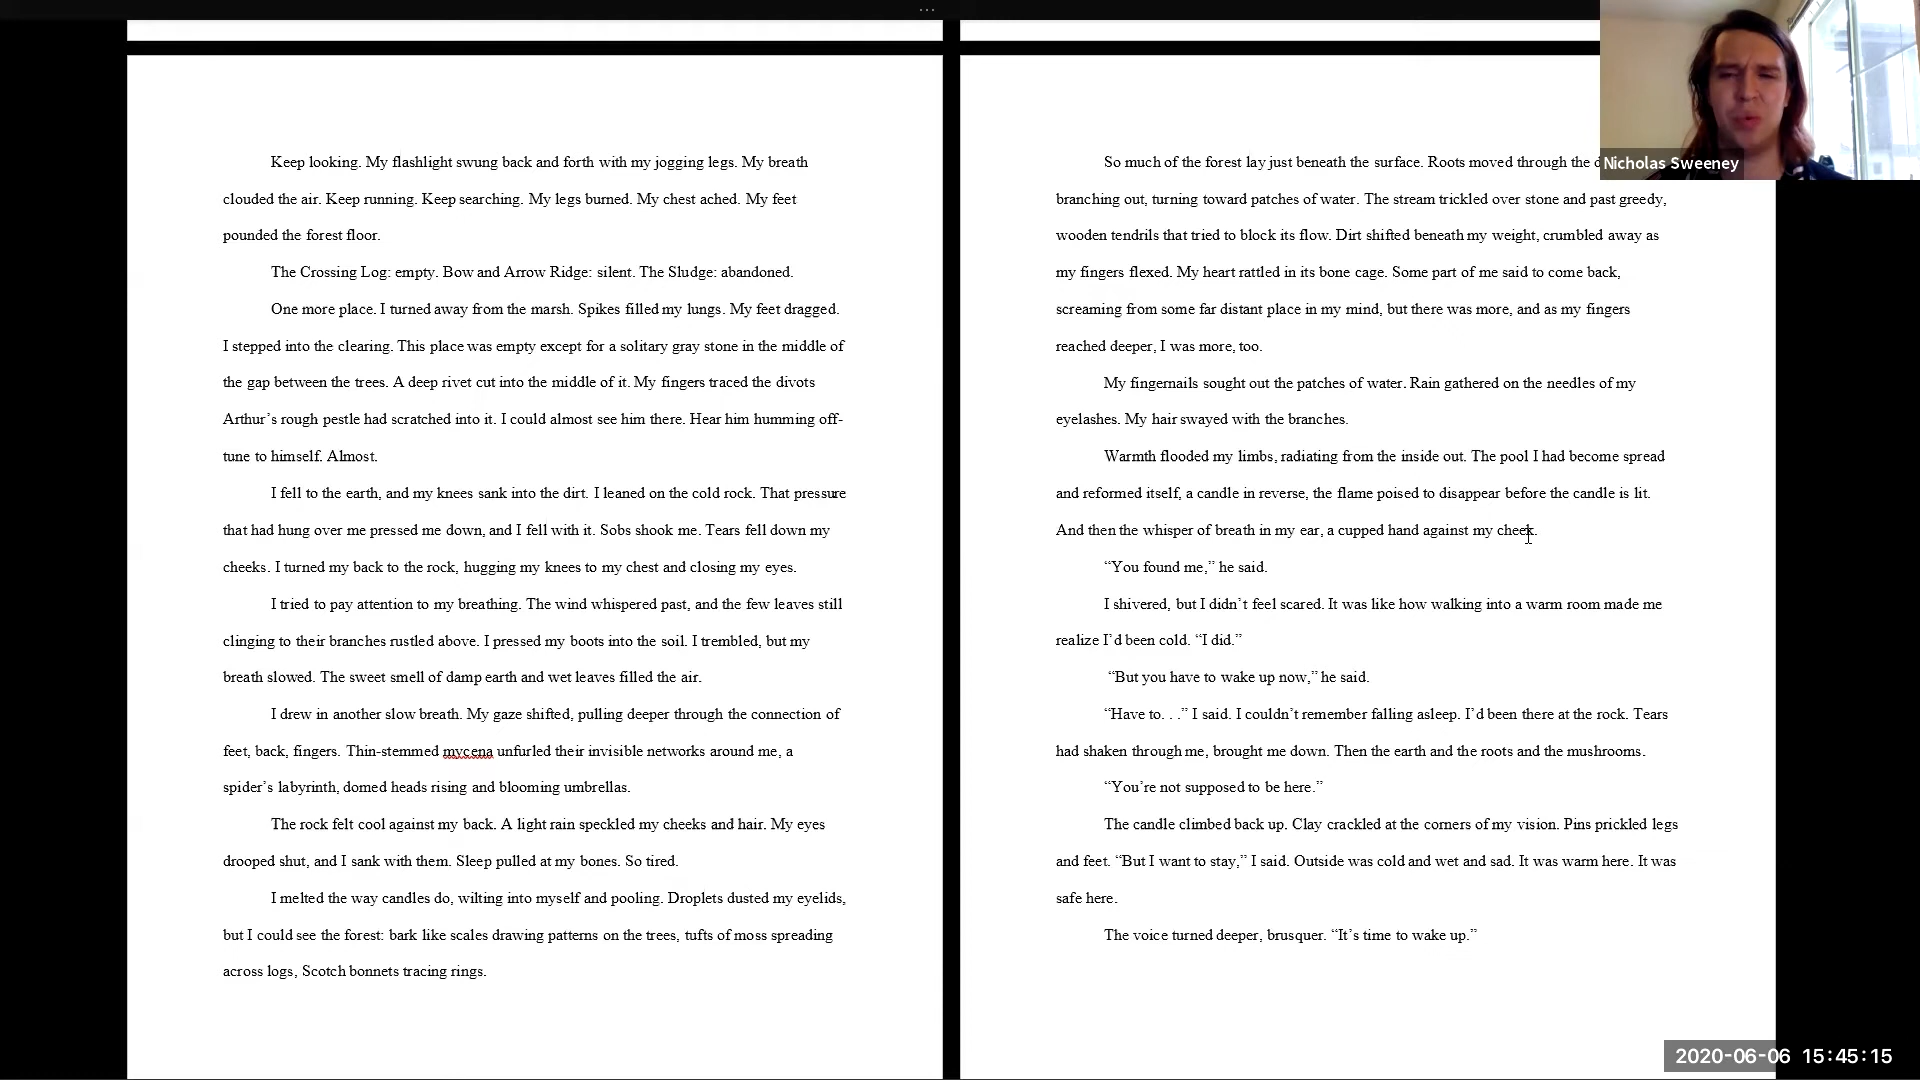 ...
Nicholas Sweeney
Keep looking. My flashlight swung back and forth with my jogging legs. My breath
clouded the air. Keep running. Keep searching. My legs burned. My chest ached. My feet
pounded the forest floor.
The Crossing Log: empty. Bow and Arrow Ridge: silent. The Sludge: abandoned.
One more place. I turned away from the marsh. Spikes filled my lungs. My feet dragged.
I stepped into the clearing. This place was empty except for a solitary gray stone in the middle of
the gap between the trees. A deep rivet cut into the middle of it. My fingers traced the divots
Arthur’s rough pestle had scratched into it. I could almost see him there. Hear him humming off-
tune to himself. Almost.
I fell to the earth, and my knees sank into the dirt. I leaned on the cold rock. That pressure
that had hung over me pressed me down, and I fell with it. Sobs shook me. Tears fell down my
cheeks. I turned my back to the rock, hugging my knees to my chest and closing my eyes.
I tried to pay attention to my breathing. The wind whispered past, and the few leaves still
clinging to their branches rustled above. I pressed my boots into the soil. I trembled, but my
breath slowed. The sweet smell of damp earth and wet leaves filled the air.
I drew in another slow breath. My gaze shifted, pulling deeper through the connection of
feet, back, fingers. Thin-stemmed mycena unfurled their invisible networks around me, a
spider’s labyrinth, domed heads rising and blooming umbrellas.
The rock felt cool against my back. A light rain speckled my cheeks and hair. My eyes
drooped shut, and I sank with them. Sleep pulled at my bones. So tired.
I melted the way candles do, wilting into myself and pooling. Droplets dusted my eyelids,
but I could see the forest: bark like scales drawing patterns on the trees, tufts of moss spreading
across logs, Scotch bonnets tracing rings.
So much of the forest lay just beneath the surface. Roots moved through the
branching out, turning toward patches of water. The stream trickled over stone and past greedy,
wooden tendrils that tried to block its flow. Dirt shifted beneath my weight, crumbled away as
my fingers flexed. My heart rattled in its bone cage. Some part of me said to come back,
screaming from some far distant place in my mind, but there was more, and as my fingers
reached deeper, I was more, too.
My fingernails sought out the patches of water. Rain gathered on the needles of my
eyelashes. My hair swayed with the branches.
Warmth flooded my limbs, radiating from the inside out. The pool I had become spread
and reformed itself, a candle in reverse, the flame poised to disappear before the candle is lit.
And then the whisper of breath in my ear, a cupped hand against my cheek.
“You found me,” he said.
I shivered, but I didn’t feel scared. It was like how walking into a warm room made me
realize I’d been cold. “I did.”
“But you have to wake up now,” he said.
“Have to. . .” I said. I couldn’t remember falling asleep. I’d been there at the rock. Tears
had shaken through me, brought me down. Then the earth and the roots and the mushrooms.
“You’re not supposed to be here.”
The candle climbed back up. Clay crackled at the corners of my vision. Pins prickled legs
and feet. “But I want to stay,” I said. Outside was cold and wet and sad. It was warm here. It was
safe here.
The voice turned deeper, brusquer. “It’s time to wake up.”
2020-06-06 15:45:15